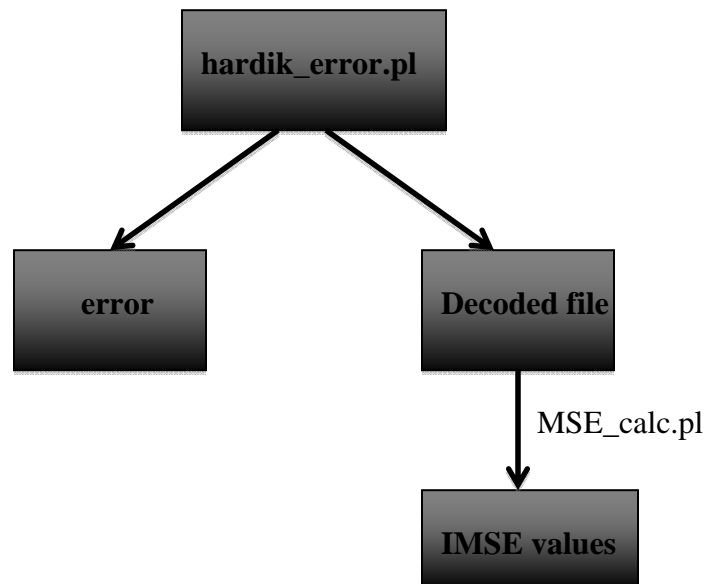 hardik_error.pl
error
Decoded file
MSE_calc.pl
IMSE values